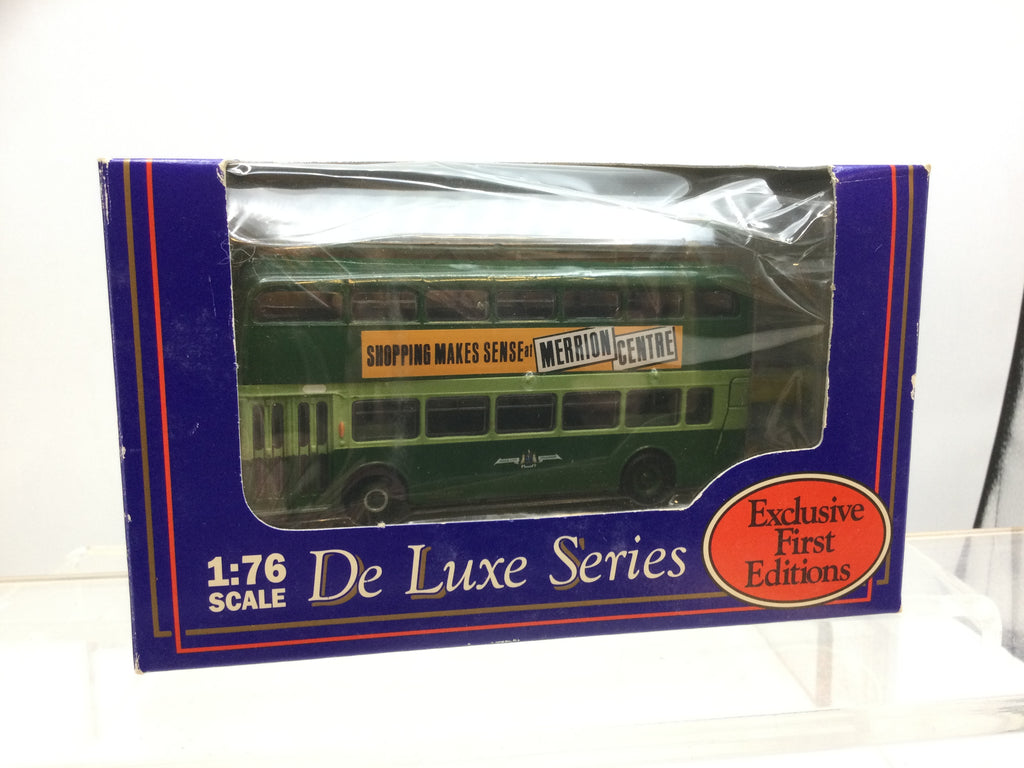 SHOPPING MAKES SENSE at MERRION CENTRE
1:76
SCALE
De Luxe Series
Exclusive
First
Editions